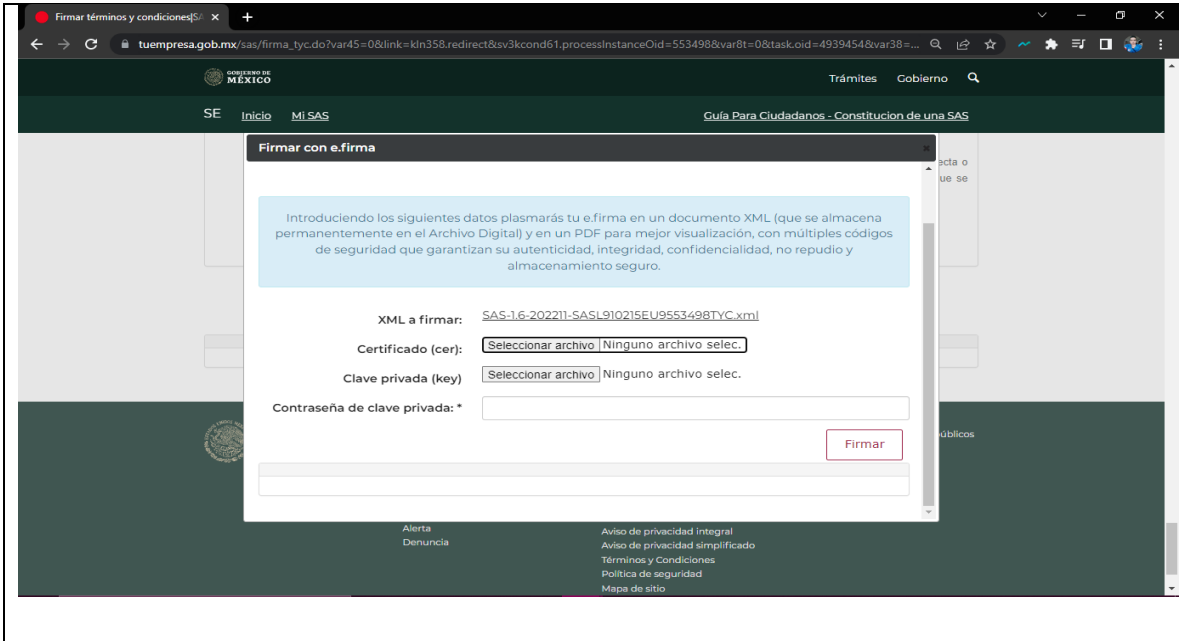 Firmar términos y condiciones|SA
tuempresa.gob.mx/sas/firma_tyc.do?var45=0&link=kln358.redirect&sv3kcond61.processInstanceOid=553498&var8t=0&task.oid=4939454&var38=...
GOBIERNO DE
MÉXICO
Trámites Gobierno
SE Inicio Mi SAS Guía Para Ciudadanos - Constitucion de una SAS
Firmar con e.firma
ecta o
ue se
Introduciendo los siguientes datos plasmarás tu e.firma en un documento XML (que se almacena
permanentemente en el Archivo Digital) y en un PDF para mejor visualización, con múltiples códigos
de seguridad que garantizan su autenticidad, integridad, confidencialidad, no repudio y
almacenamiento seguro.
XML a firmar: SAS-1.6-202211-SASL910215EU9553498TYC.xml
Certificado (cer): Seleccionar archivo Ninguno archivo selec.
Clave privada (key) Seleccionar archivo Ninguno archivo selec.
Contraseña de clave privada: *
úblicos
Firmar
Alerta
Denuncia
Aviso de privacidad integral
Aviso de privacidad simplificado
Términos y Condiciones
Política de seguridad
Mapa de sitio